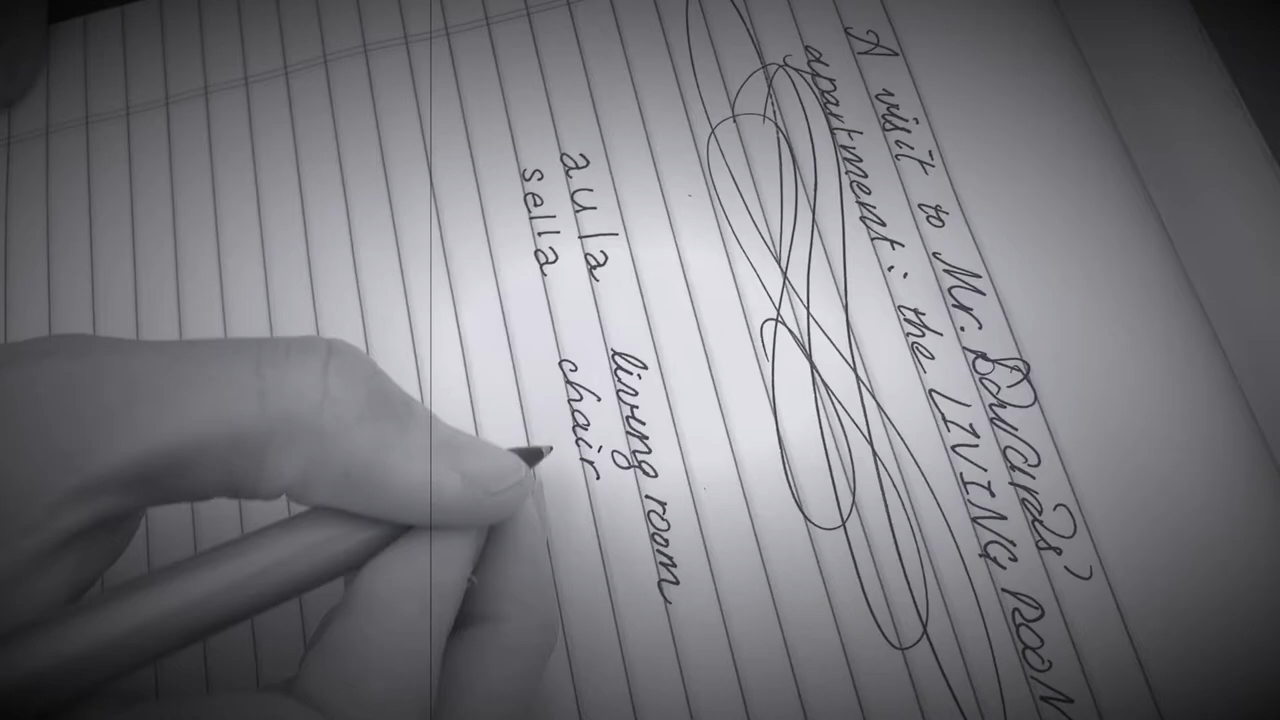 A visit to Mr. Edwards'
apartment: the LIVING ROOM
aula living room
sella chair